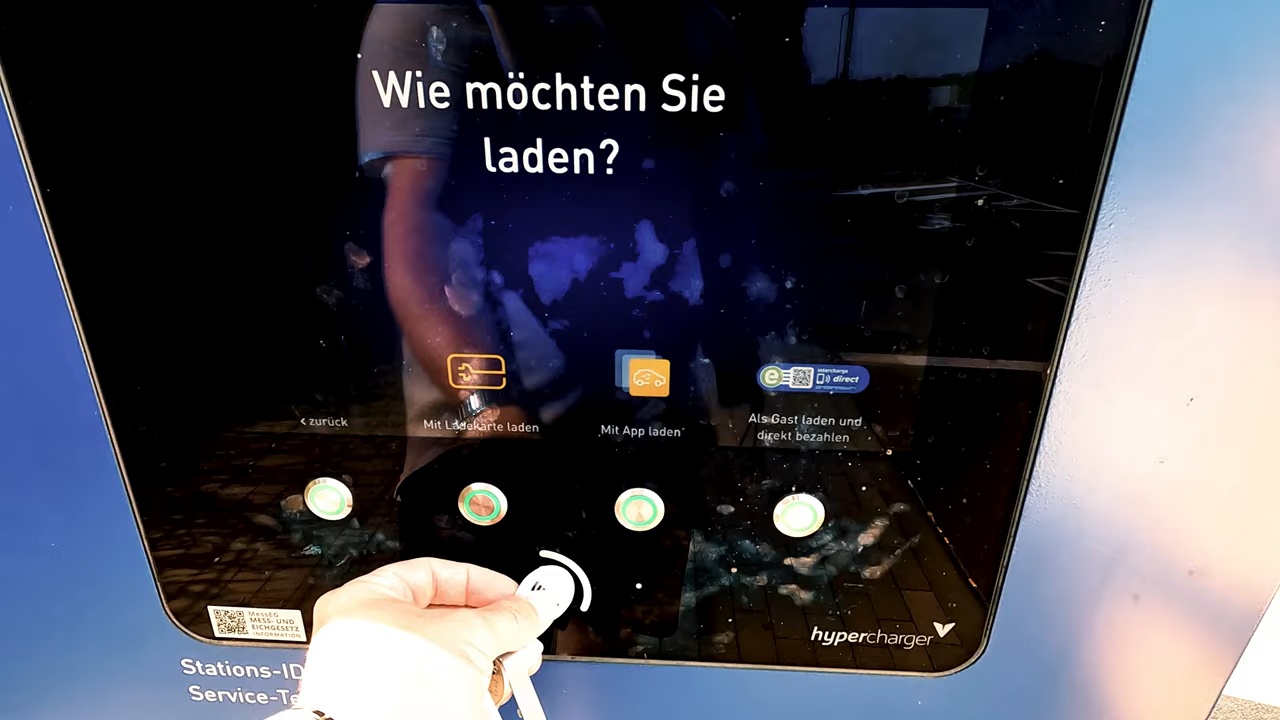 Wie möchten Sie
laden?
intercharge
direct
< zurück
Mit Ladekarte laden
Mit App laden
Als Gast laden und
direkt bezahlen
MessEG
MESS- UND
EICHGESETZ
INFORMATION
hypercharger
Stations-ID
Service-Te